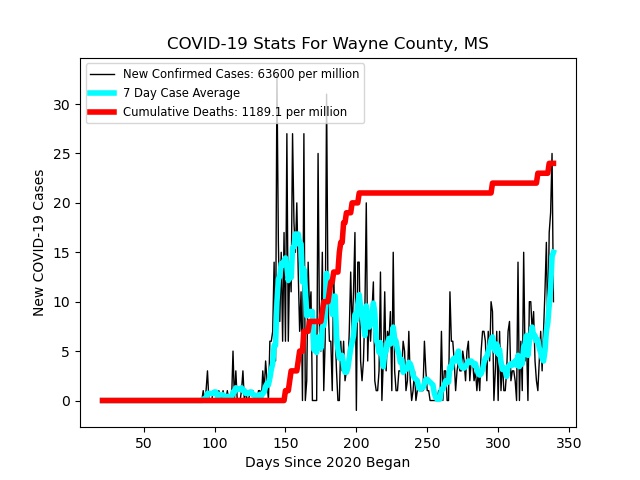 COVID-19 Stats For Wayne County, MS
New Confirmed Cases: 63600 per million
7 Day Case Average
Cumulative Deaths: 1189.1 per million
New COVID-19 Cases
30
25
20
15
10
5
0
50 100 150 200 250 300 350
Days Since 2020 Began